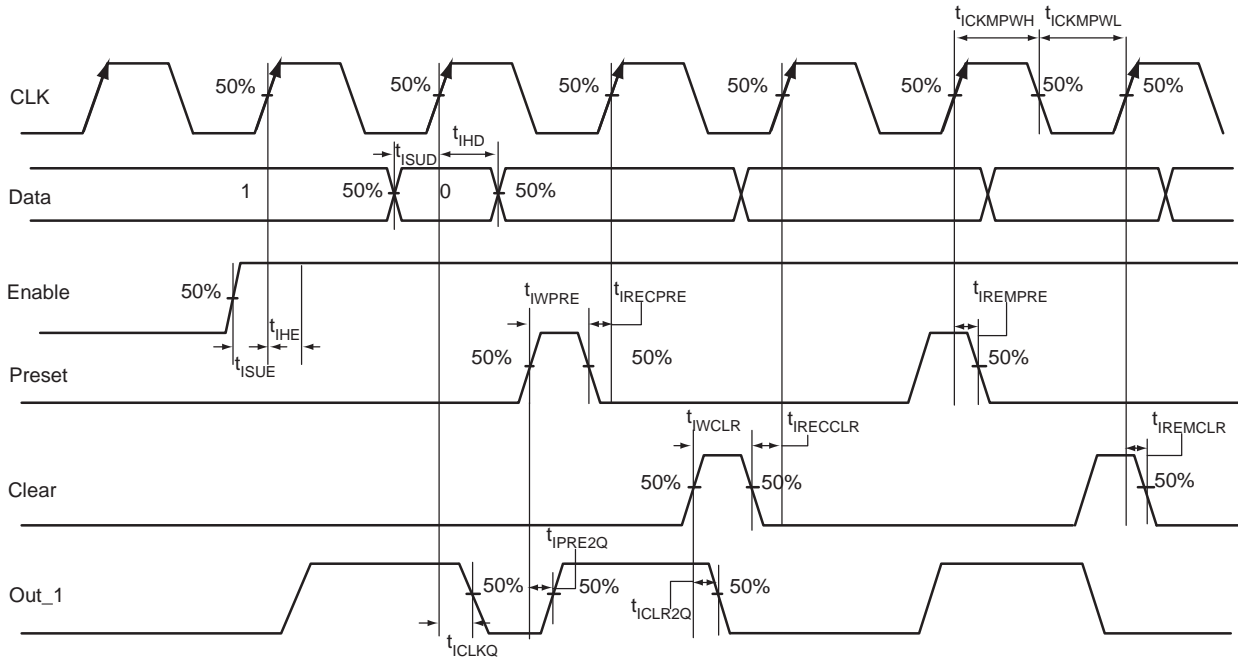 tICKMPWH tICKMPWL
CLK 50% 50% 50% 50% 50% 50% 50%
tISUD tIHD
Data 1 50% 0 50%
Enable 50%
tISUE tIHE
tIWPRE tIRECPRE tIREMPRE
Preset 50% 50% 50%
tIWCLR tIRECCLR tIREMCLR
Clear 50% 50% 50%
tIPRE2Q
Out_1 50% 50% tICLR2Q 50%
tICLKQ